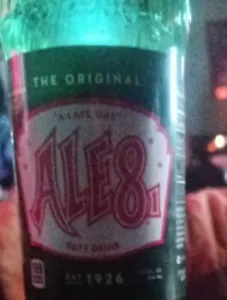 THE ORIGINAL
"A LATE ONE"
ALE 8 1
SOFT DRINK
EST 1926